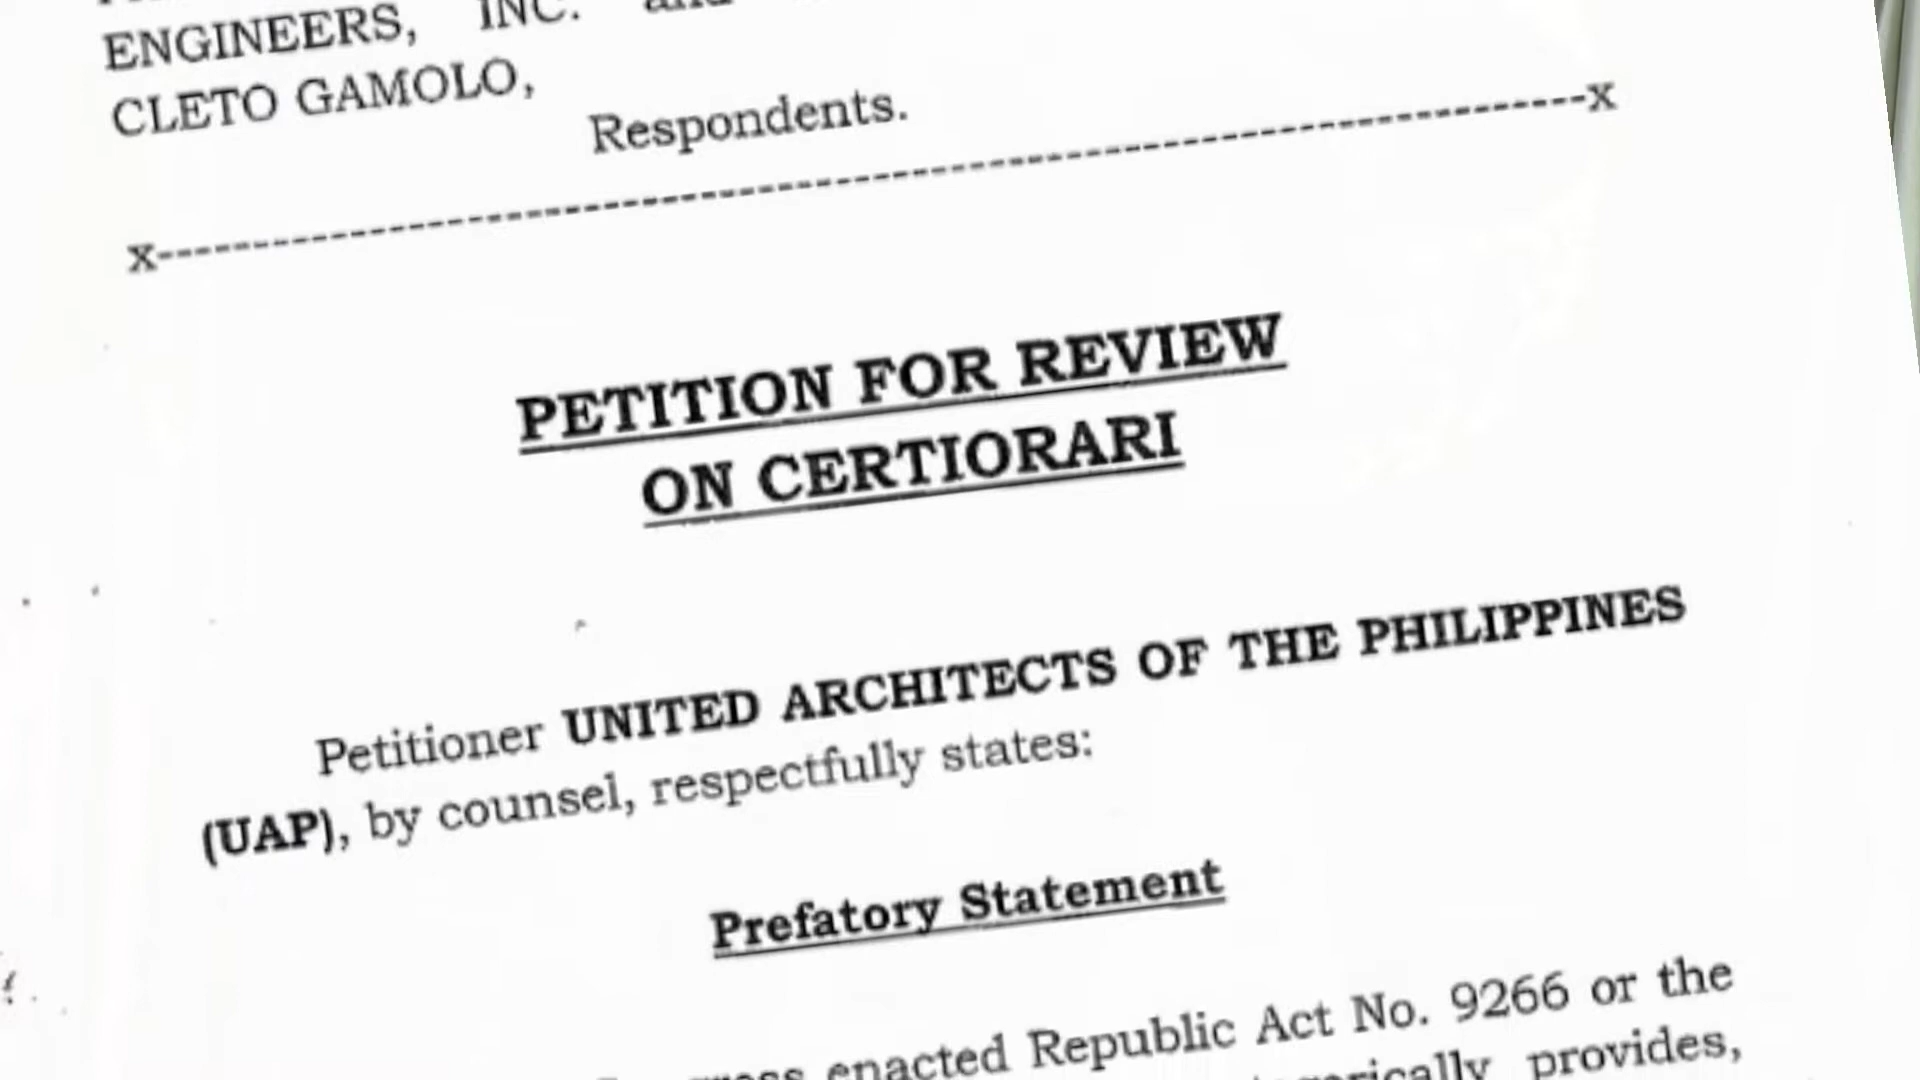 ENGINEERS, INC. and
CLETO GAMOLO,
Respondents.
x-----------------------------------------------------------------------------x
PETITION FOR REVIEW
ON CERTIORARI
Petitioner UNITED ARCHITECTS OF THE PHILIPPINES
(UAP), by counsel, respectfully states:
Prefatory Statement
enacted Republic Act No. 9266 or the
provides,